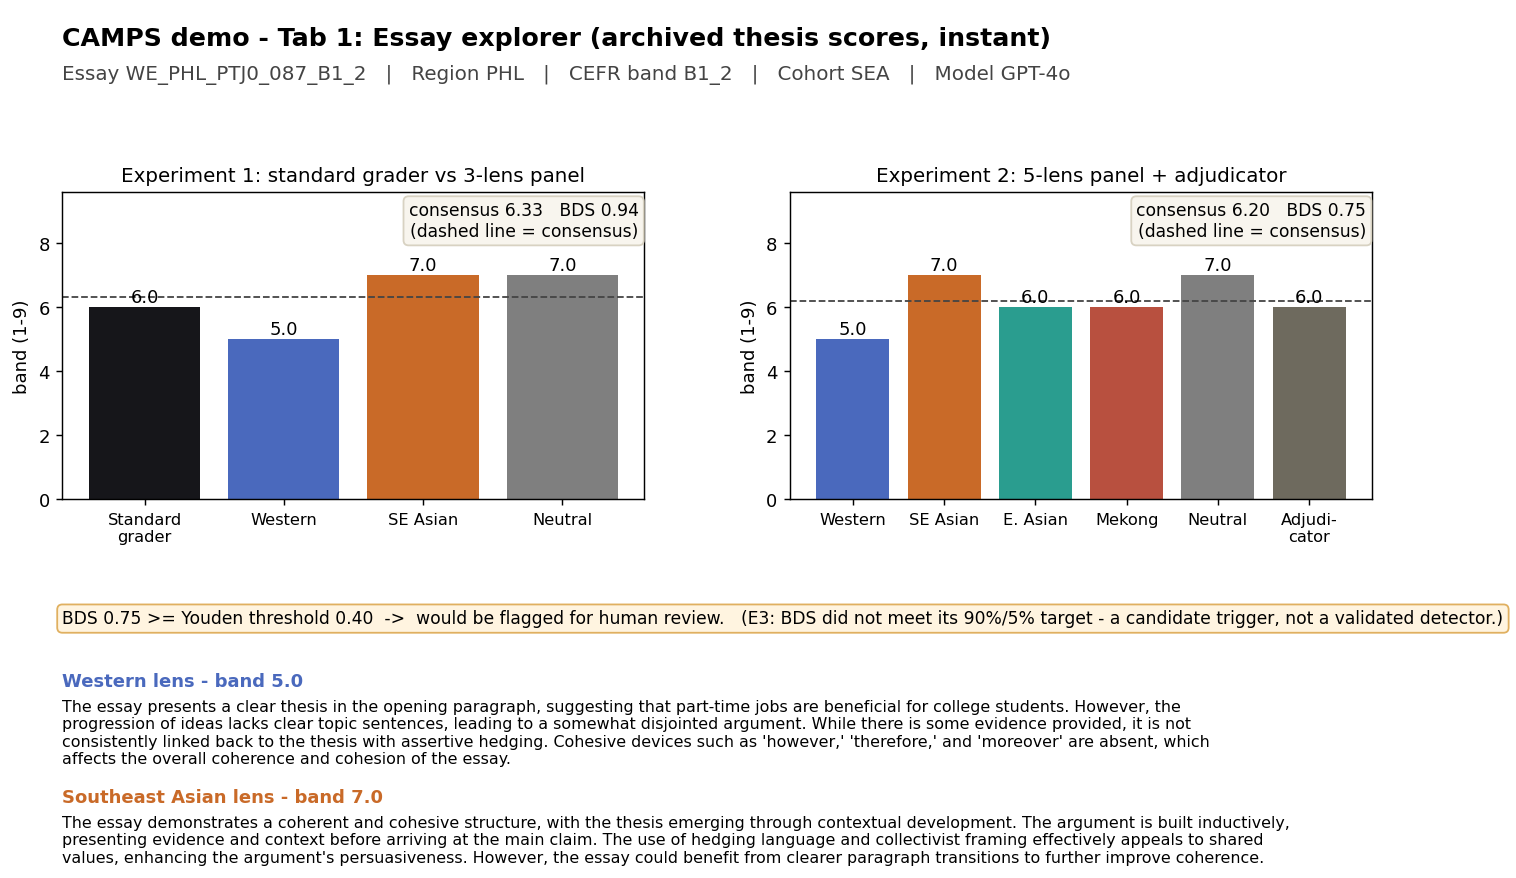 CAMPS demo - Tab 1: Essay explorer (archived thesis scores, instant)
Essay WE_PHL_PTJ0_087_B1_2 | Region PHL | CEFR band B1_2 | Cohort SEA | Model GPT-4o
Experiment 1: standard grader vs 3-lens panel
consensus 6.33 BDS 0.94
(dashed line = consensus)
band (1-9)
8
6
4
2
0
6.0
5.0
7.0
7.0
Standard
grader
Western
SE Asian
Neutral
Experiment 2: 5-lens panel + adjudicator
consensus 6.20 BDS 0.75
(dashed line = consensus)
band (1-9)
8
6
4
2
0
5.0
7.0
6.0
6.0
7.0
6.0
Western
SE Asian
E. Asian
Mekong
Neutral
Adjudi-
cator
BDS 0.75 >= Youden threshold 0.40 -> would be flagged for human review. (E3: BDS did not meet its 90%/5% target - a candidate trigger, not a validated detector.)
Western lens - band 5.0
The essay presents a clear thesis in the opening paragraph, suggesting that part-time jobs are beneficial for college students. However, the
progression of ideas lacks clear topic sentences, leading to a somewhat disjointed argument. While there is some evidence provided, it is not
consistently linked back to the thesis with assertive hedging. Cohesive devices such as 'however,' 'therefore,' and 'moreover' are absent, which
affects the overall coherence and cohesion of the essay.
Southeast Asian lens - band 7.0
The essay demonstrates a coherent and cohesive structure, with the thesis emerging through contextual development. The argument is built inductively,
presenting evidence and context before arriving at the main claim. The use of hedging language and collectivist framing effectively appeals to shared
values, enhancing the argument's persuasiveness. However, the essay could benefit from clearer paragraph transitions to further improve coherence.